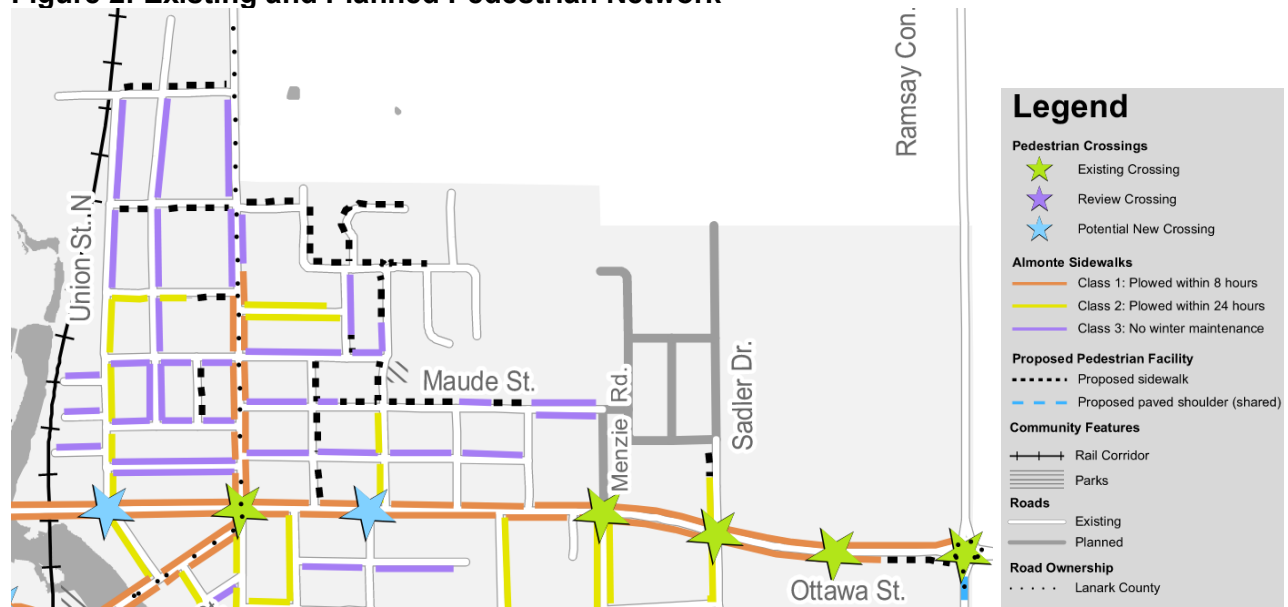 Figure 2: Existing and Planned Pedestrian Network
Ramsay Con.
Union St. N
Maude St.
Menzie Rd.
Sadler Dr.
Ottawa St.
Legend
Pedestrian Crossings
Existing Crossing
Review Crossing
Potential New Crossing
Almonte Sidewalks
Class 1: Plowed within 8 hours
Class 2: Plowed within 24 hours
Class 3: No winter maintenance
Proposed Pedestrian Facility
Proposed sidewalk
Proposed paved shoulder (shared)
Community Features
Rail Corridor
Parks
Roads
Existing
Planned
Road Ownership
Lanark County